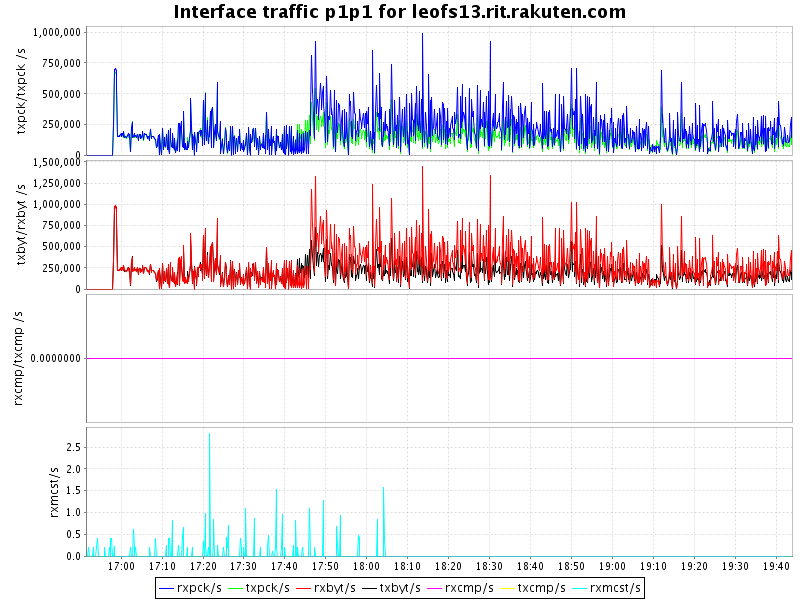 Interface traffic p1p1 for leofs13.rit.rakuten.com
txpck/txpck /s
1,000,000
750,000
500,000
250,000
0
txbyt/rxbyt /s
1,500,000
1,250,000
1,000,000
750,000
500,000
250,000
0
rxcmp/txcmp /s
0.0000000
rxmcst/s
2.5
2.0
1.5
1.0
0.5
0.0
17:00 17:10 17:20 17:30 17:40 17:50 18:00 18:10 18:20 18:30 18:40 18:50 19:00 19:10 19:20 19:30 19:40
rxpck/s txpck/s rxbyt/s txbyt/s rxcmp/s txcmp/s rxmcst/s